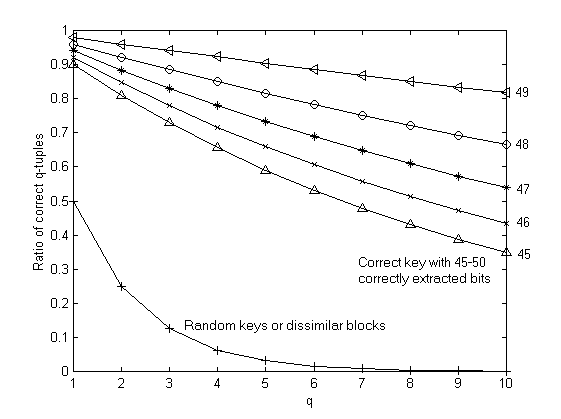 1
0.9
0.8
0.7
0.6
0.5
0.4
0.3
0.2
0.1
0
Ratio of correct q-tuples
49
48
47
46
45
Correct key with 45-50
correctly extracted bits
Random keys or dissimilar blocks
1 2 3 4 5 6 7 8 9 10
q